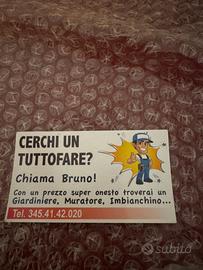 CERCHI UN
TUTTOFARE?
Chiama Bruno!
Con un prezzo super onesto troverai un
Giardiniere, Muratore, Imbianchino...
Tel. 345.41.42.020
subito